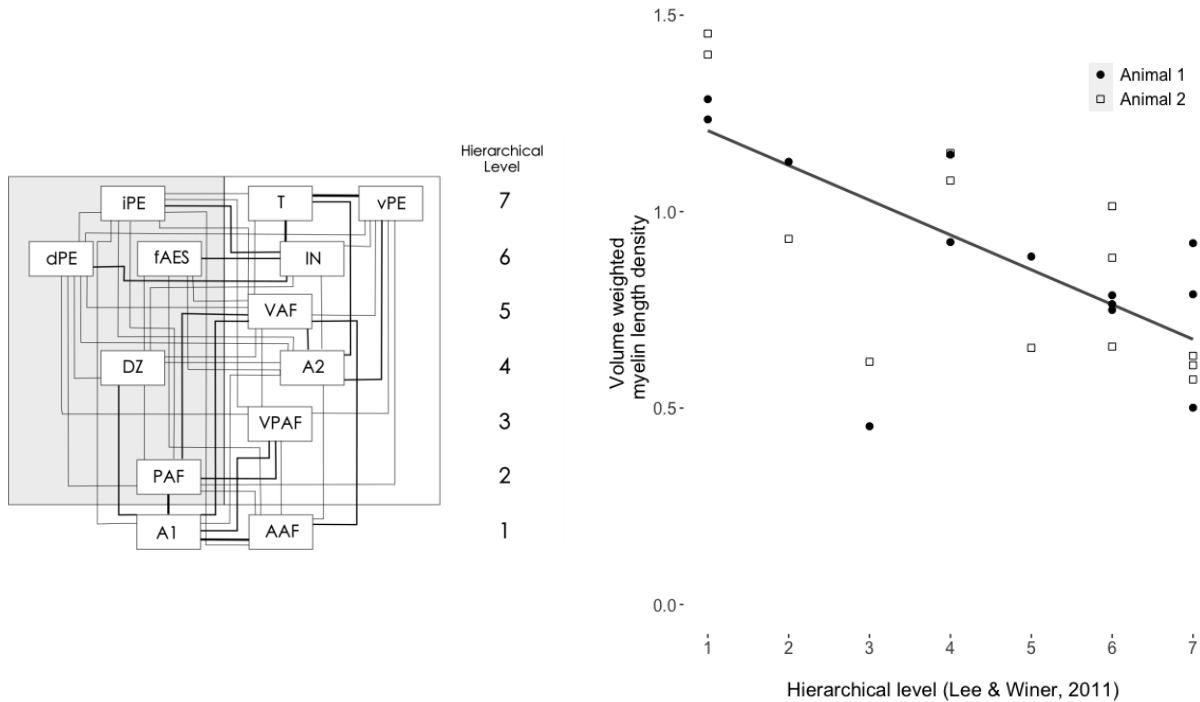 Hierarchical
Level
iPE
T
vPE
7
dPE
fAES
IN
6
VAF
5
DZ
A2
4
VPAF
3
PAF
2
A1
AAF
1
1.5
Animal 1
Animal 2
1.0
Volume weighted
myelin length density
0.5
0.0
1 2 3 4 5 6 7
Hierarchical level (Lee & Winer, 2011)